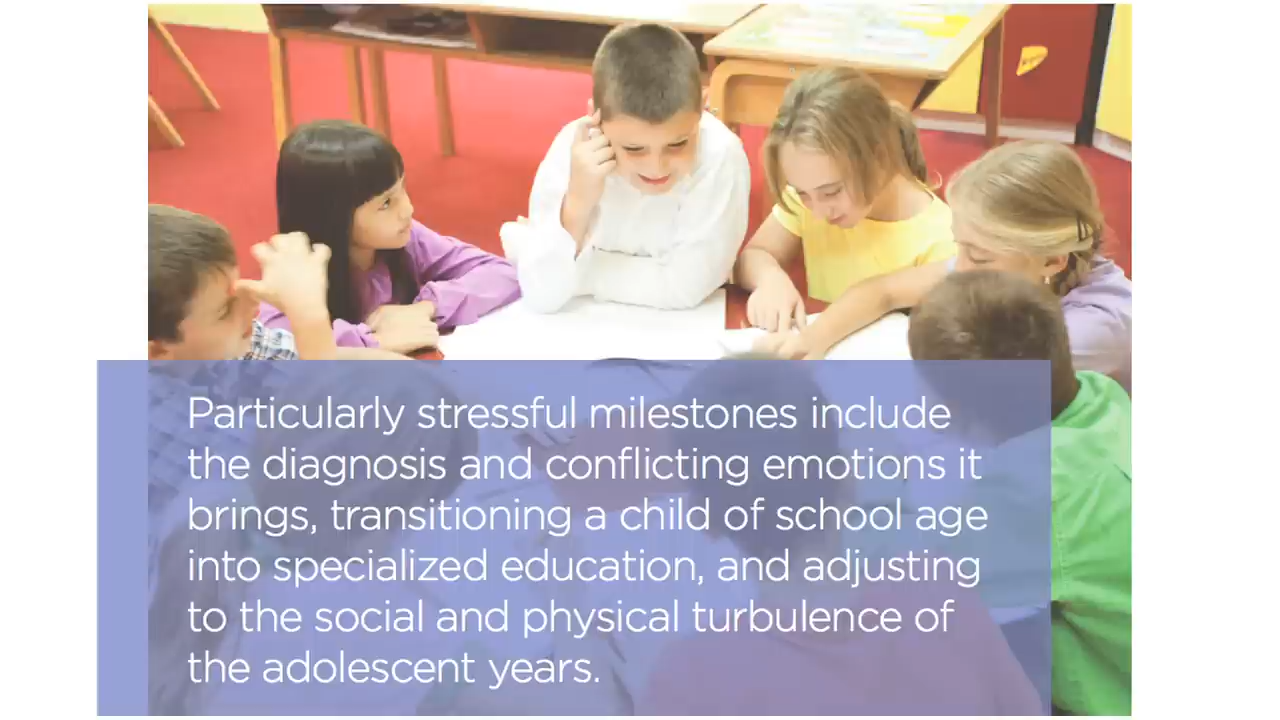 Particularly stressful milestones include
the diagnosis and conflicting emotions it
brings, transitioning a child of school age
into specialized education, and adjusting
to the social and physical turbulence of
the adolescent years.